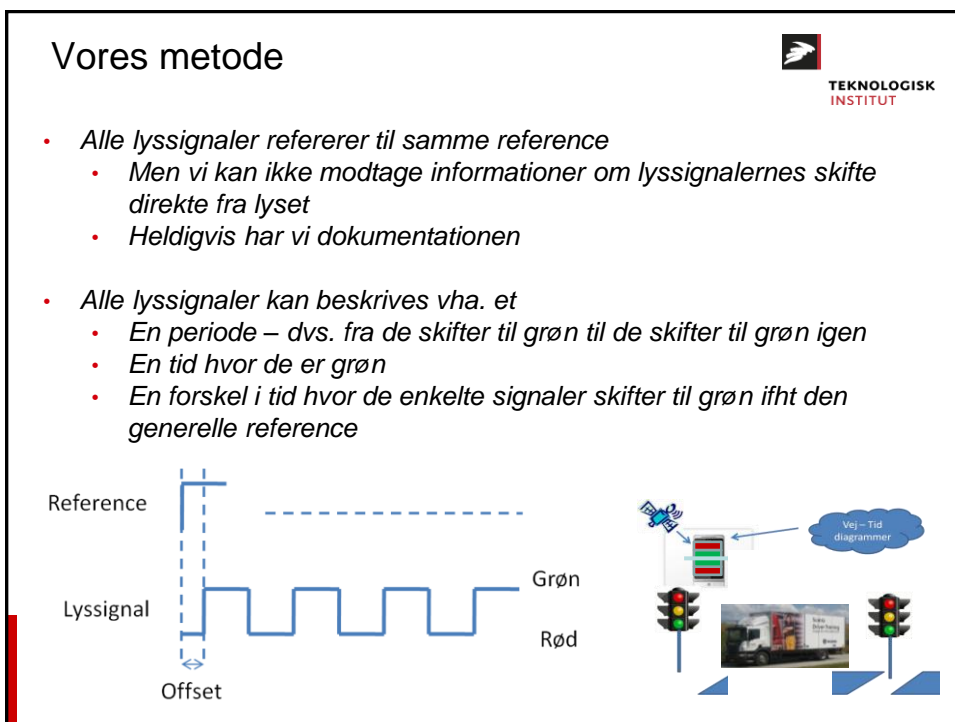 Vores metode
TEKNOLOGISK
INSTITUT
• Alle lyssignaler refererer til samme reference
• Men vi kan ikke modtage informationer om lyssignalernes skifte
direkte fra lyset
• Heldigvis har vi dokumentationen
• Alle lyssignaler kan beskrives vha. et
• En periode – dvs. fra de skifter til grøn til de skifter til grøn igen
• En tid hvor de er grøn
• En forskel i tid hvor de enkelte signaler skifter til grøn ifht den
generelle reference
Reference
Lyssignal
Offset
Grøn
Rød
Vej – Tid
diagrammer